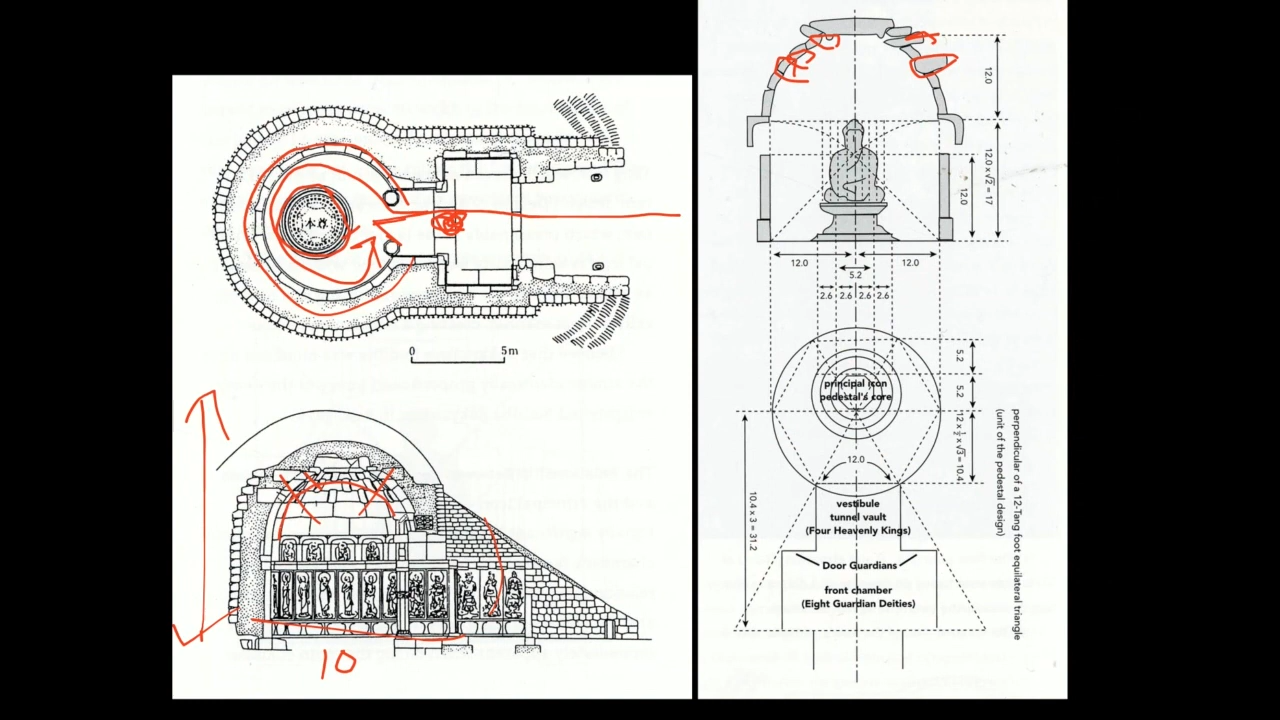 本尊
0 5m
10
12.0
12.0 x √2 = 17
12.0
12.0 12.0
5.2
2.6 2.6 2.6 2.6
principal icon
pedestal's core
5.2
5.2
12 x ½ x √3 = 10.4
12.0
perpendicular of a 12-Tang foot equilateral triangle
(unit of the pedestal design)
10.4 x 3 = 31.2
vestibule
tunnel vault
(Four Heavenly Kings)
Door Guardians
front chamber
(Eight Guardian Deities)